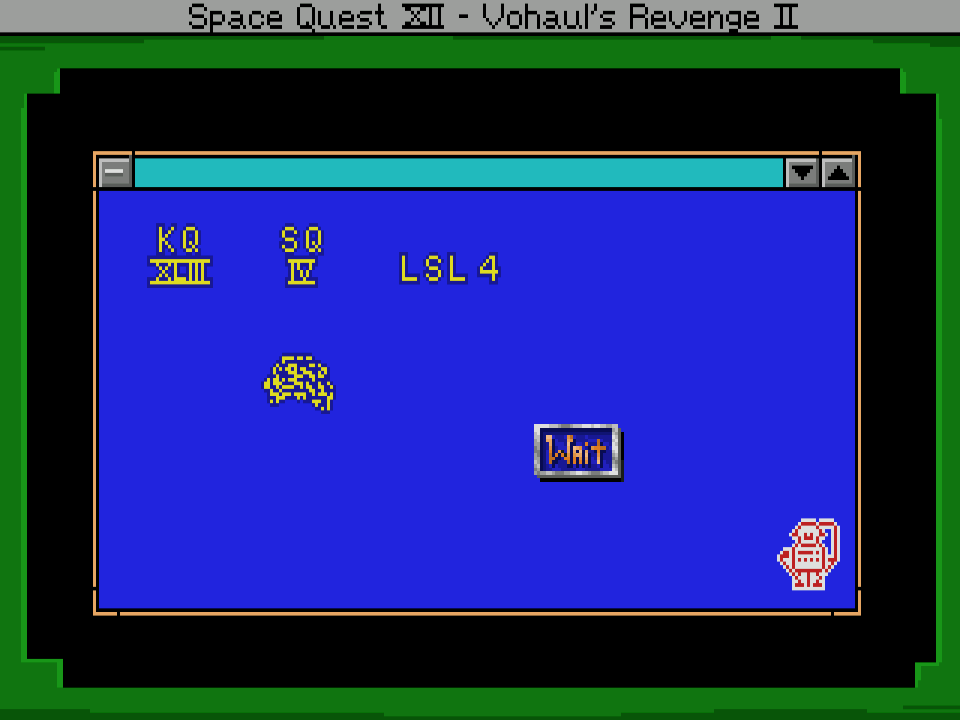 Space Quest XII - Vohaul's Revenge II
KQ
XLIII
SQ
IV
LSL 4
Wait